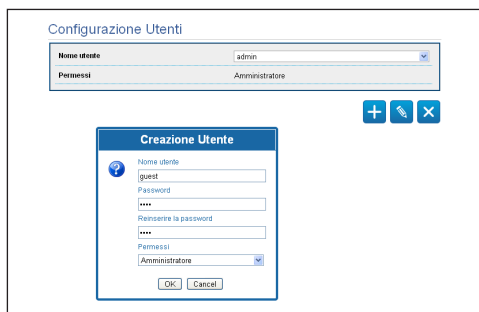 Configurazione Utenti
Nome utente admin
Permessi Amministratore
Creazione Utente
Nome utente
guest
Password
••••
Reinserire la password
••••
Permessi
Amministratore
OK Cancel